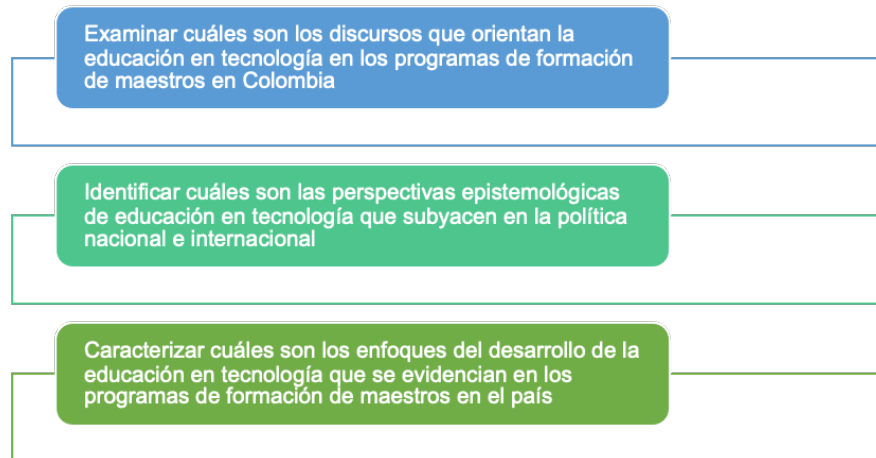 Examinar cuáles son los discursos que orientan la
educación en tecnología en los programas de formación
de maestros en Colombia
Identificar cuáles son las perspectivas epistemológicas
de educación en tecnología que subyacen en la política
nacional e internacional
Caracterizar cuáles son los enfoques del desarrollo de la
educación en tecnología que se evidencian en los
programas de formación de maestros en el país